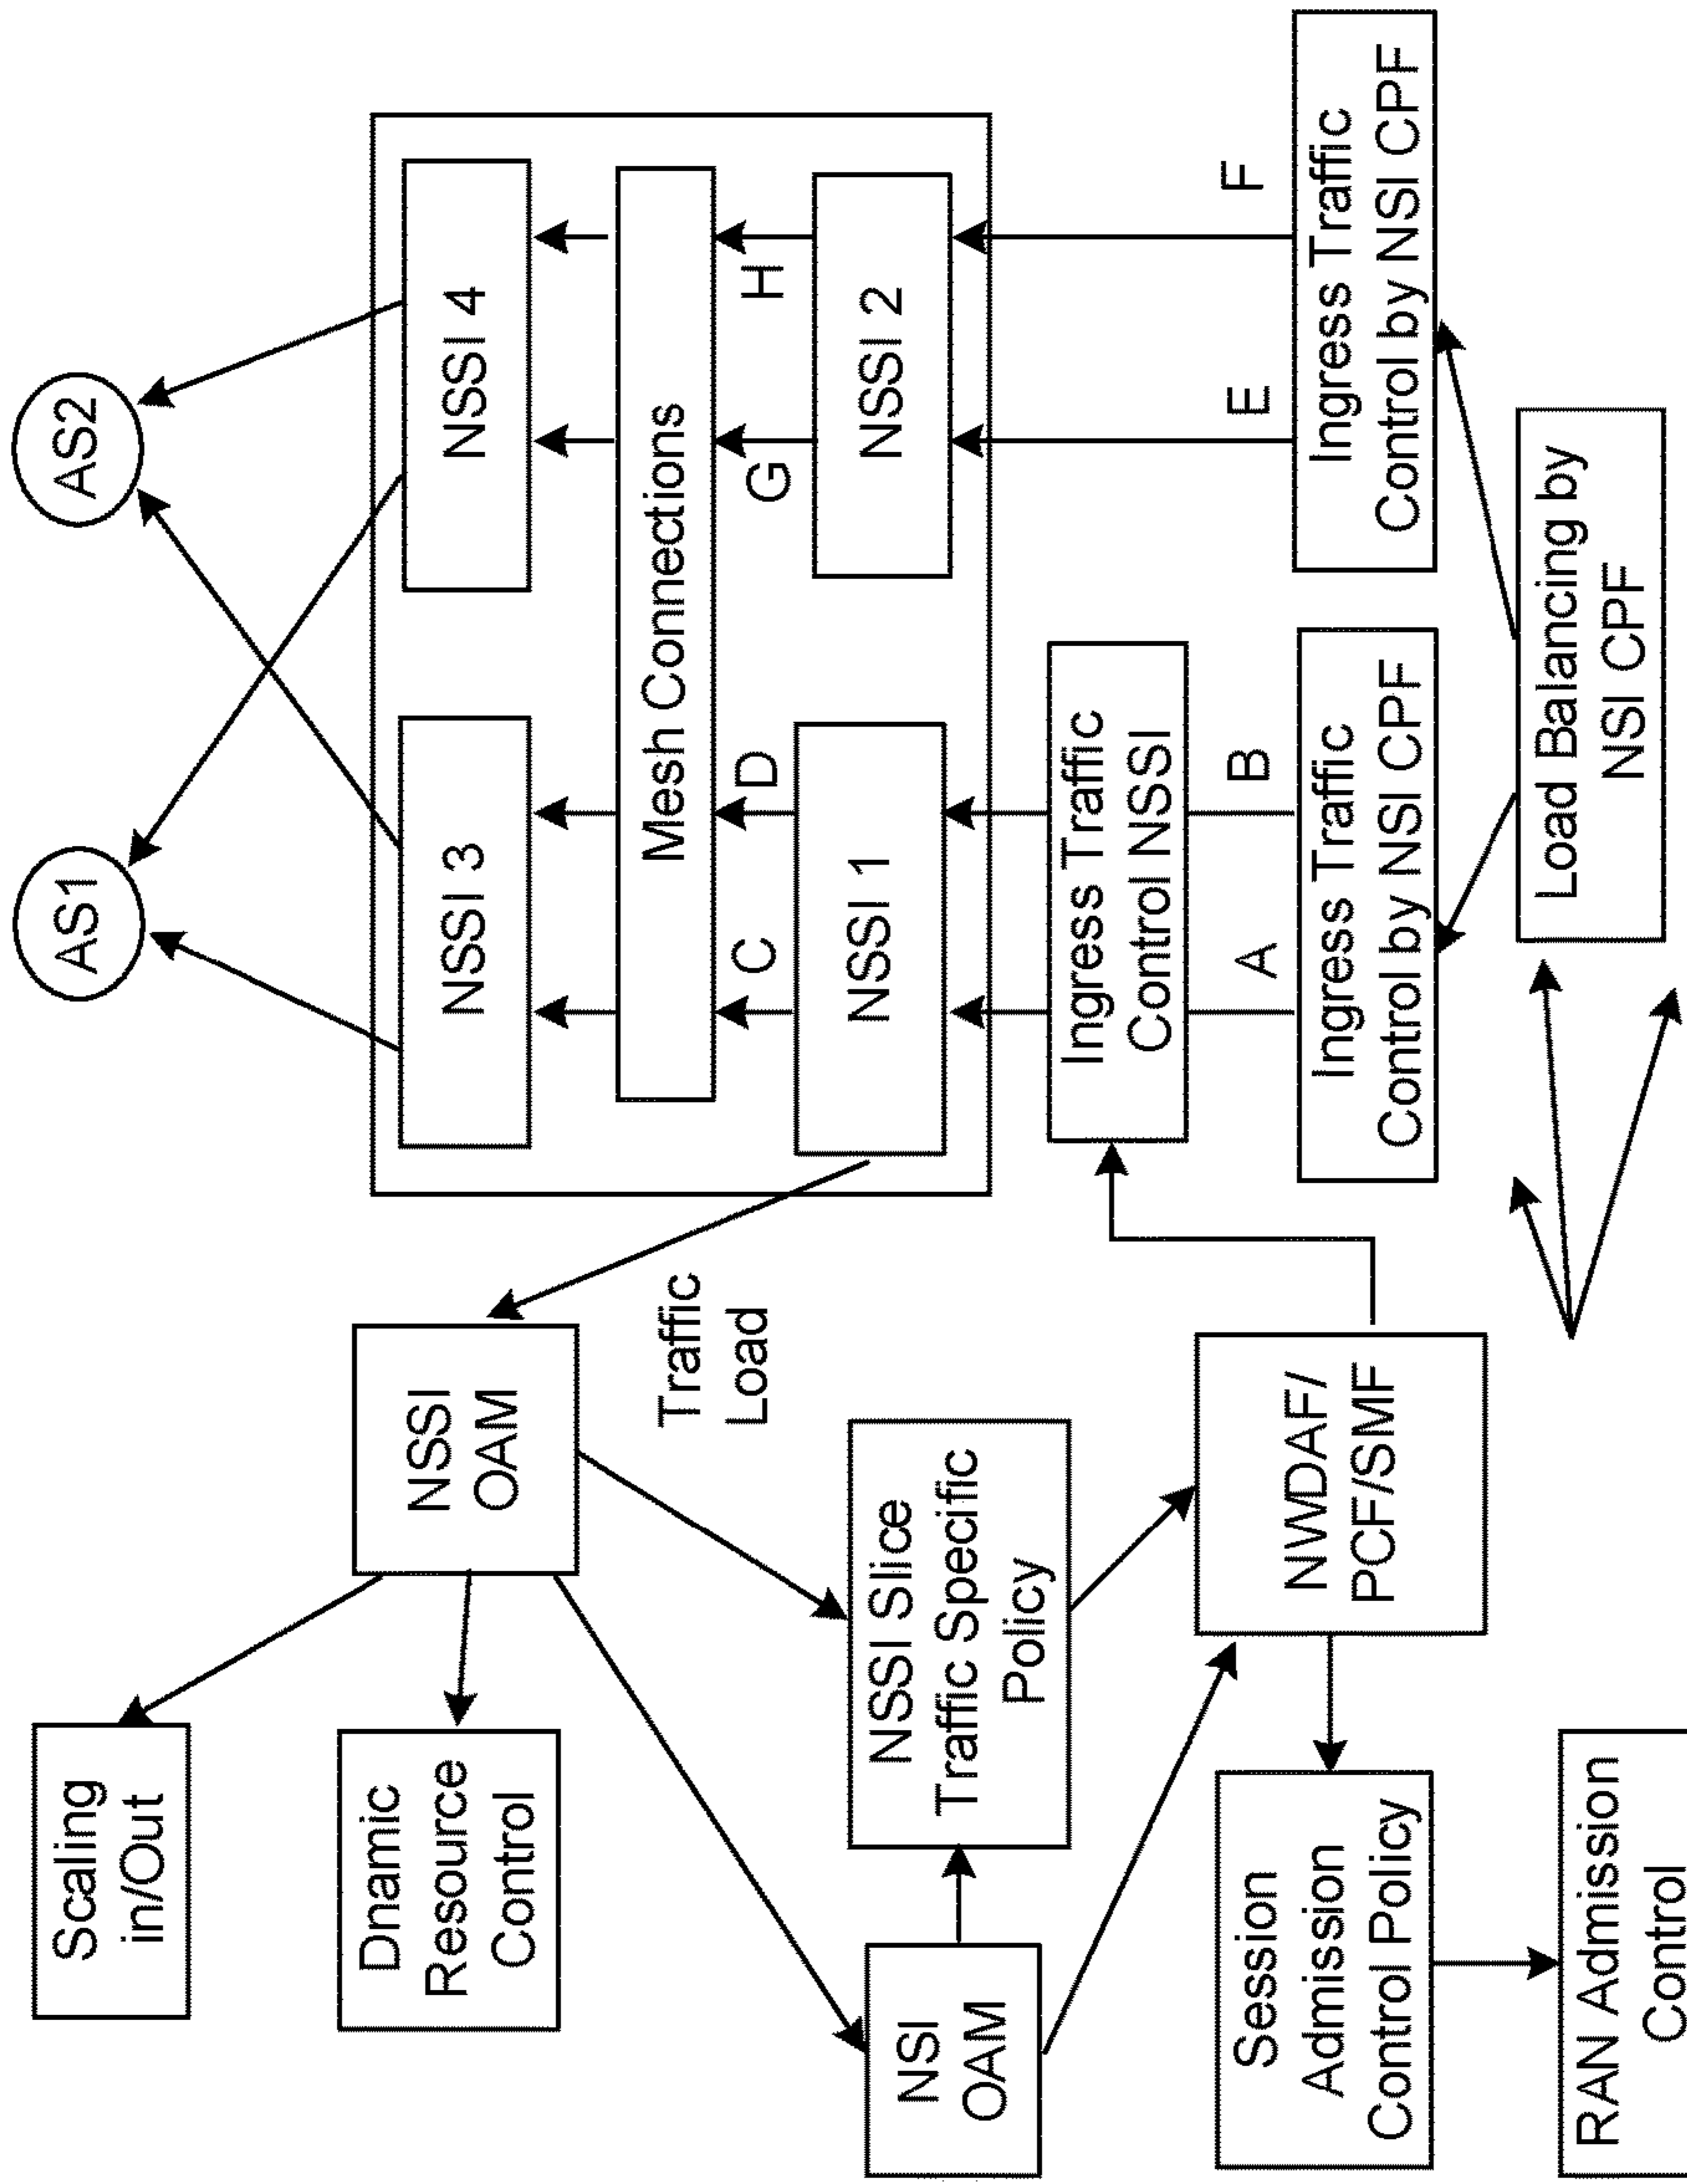 Scaling
in/Out
AS1
AS2
Dnamic
Resource
Control
NSSI
OAM
NSSI 3
NSSI 4
Traffic
Load
Mesh Connections
C
D
G
H
NSSI 1
NSSI 2
NSI
OAM
NSSI Slice
Traffic Specific
Policy
Ingress Traffic
Control NSSI
A
B
E
F
Session
Admission
Control Policy
NWDAF/
PCF/SMF
Ingress Traffic
Control by NSI CPF
Ingress Traffic
Control by NSI CPF
RAN Admission
Control
Load Balancing by
NSI CPF